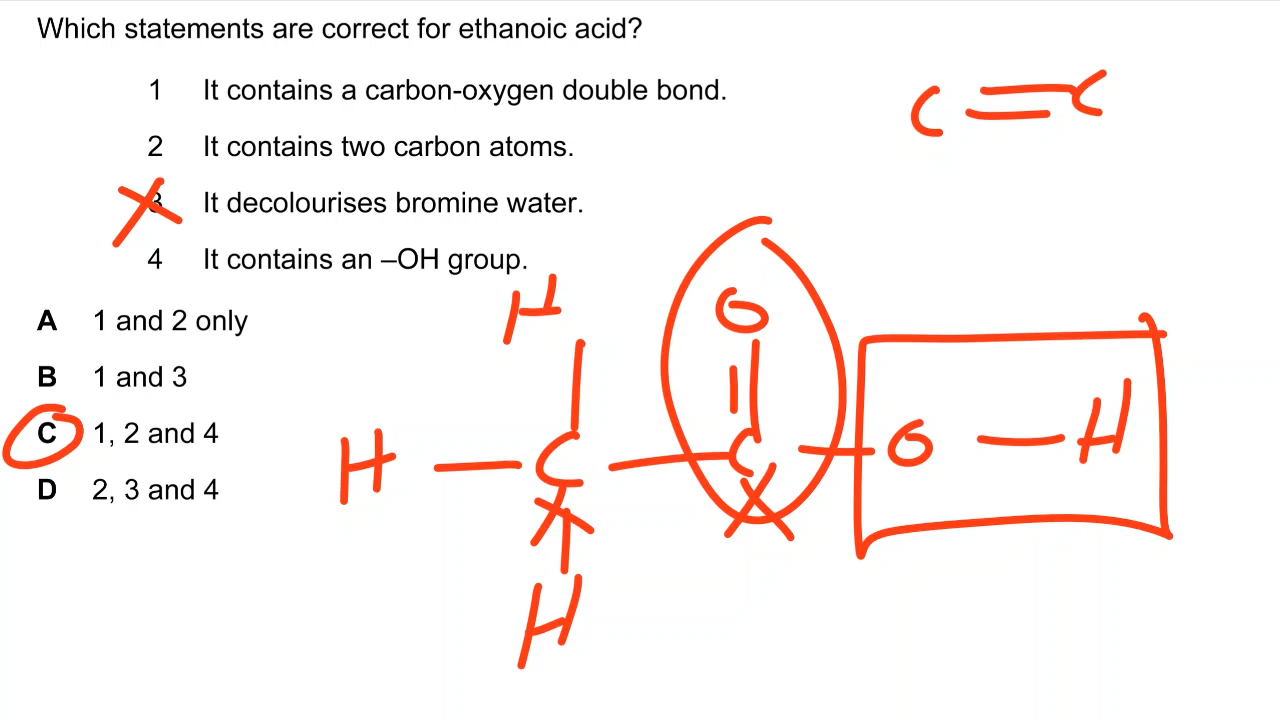 Which statements are correct for ethanoic acid?
1 It contains a carbon-oxygen double bond.
C = C
2 It contains two carbon atoms.
3 It decolourises bromine water.
4 It contains an –OH group.
H
O
A 1 and 2 only
B 1 and 3
C 1, 2 and 4
H — C — C — O — H
D 2, 3 and 4
H